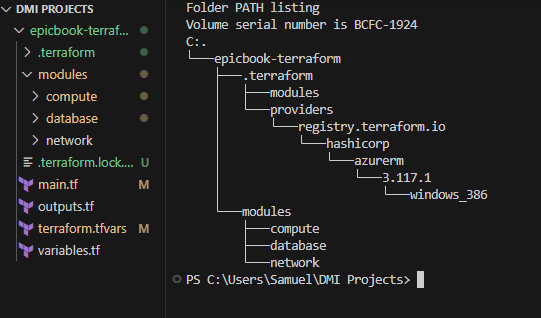 DMI PROJECTS
epicbook-terraf...
.terraform
modules
compute
database
network
.terraform.lock.... U
main.tf M
outputs.tf
terraform.tfvars M
variables.tf
Folder PATH listing
Volume serial number is BCFC-1924
C:.
└───epicbook-terraform
├───.terraform
├───modules
└───providers
└───registry.terraform.io
└───hashicorp
└───azurerm
└───3.117.1
└───windows_386
└───modules
├───compute
├───database
└───network
PS C:\Users\Samuel\DMI Projects>